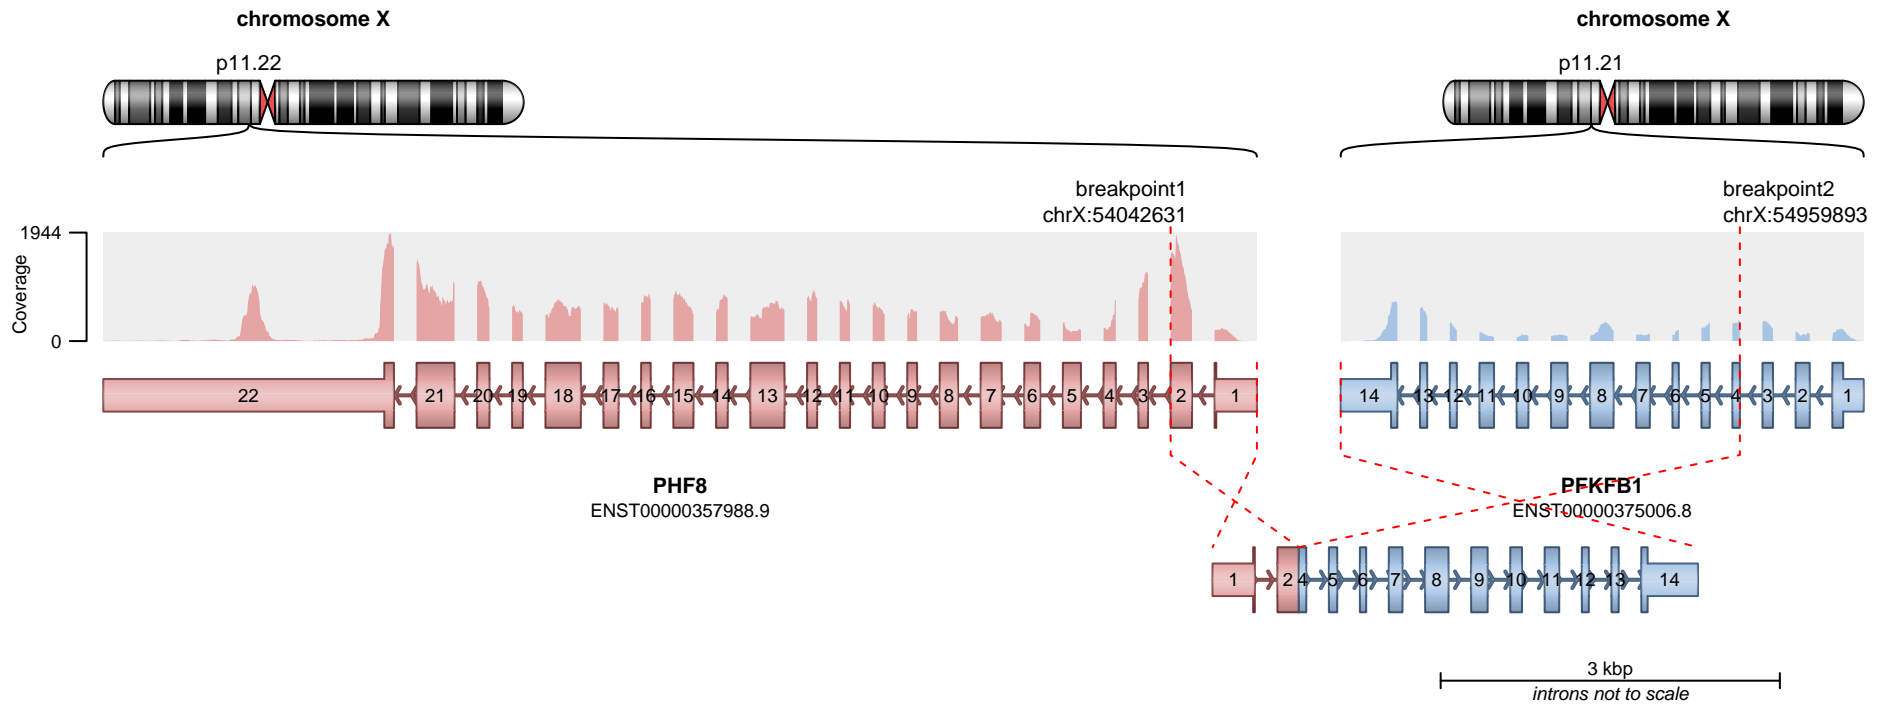 chromosome X
chromosome X
p11.22
p11.21
breakpoint1
chrX:54042631
breakpoint2
chrX:54959893
1944
Coverage
0
22 21 20 19 18 17 16 15 14 13 12 11 10 9 8 7 6 5 4 3 2 1
14 13 12 11 10 9 8 7 6 5 4 3 2 1
PHF8
ENST00000357988.9
PFKFB1
ENST00000375006.8
1 2 4 5 6 7 8 9 10 11 12 13 14
3 kbp
introns not to scale